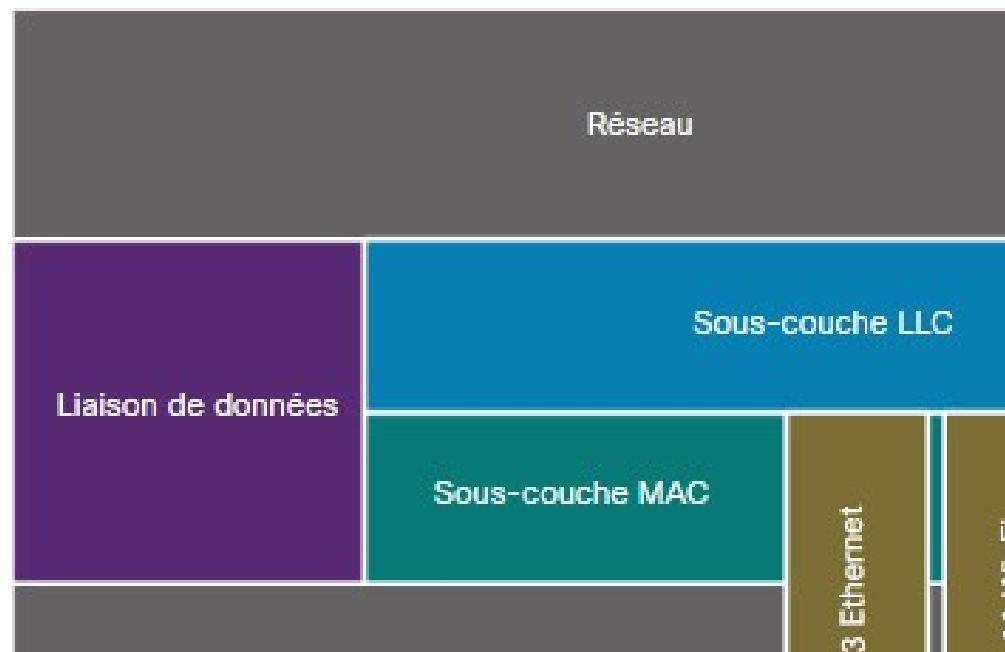 Réseau
Sous-couche LLC
Liaison de données
Sous-couche MAC
3 Ethernet